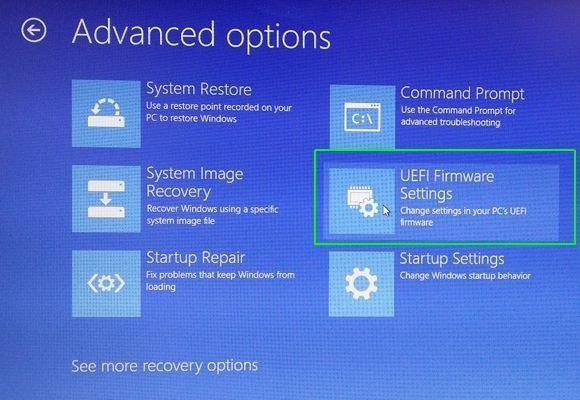 Advanced options
System Restore
Use a restore point recorded on your
PC to restore Windows
Command Prompt
Use the Command Prompt for
advanced troubleshooting
C:\
System Image
Recovery
Recover Windows using a specific
system image file
UEFI Firmware
Settings
Change settings in your PC's UEFI
firmware
Startup Repair
Fix problems that keep Windows from
loading
Startup Settings
Change Windows startup behavior
See more recovery options